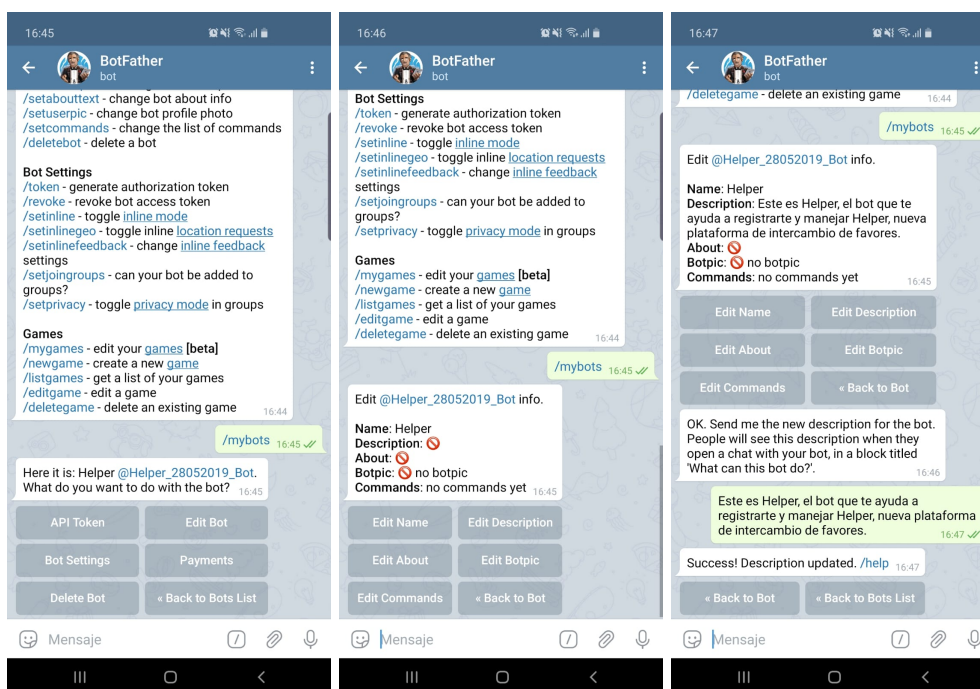 16:45
BotFather
bot
/setabouttext - change bot about info
/setuserpic - change bot profile photo
/setcommands - change the list of commands
/deletebot - delete a bot
Bot Settings
/token - generate authorization token
/revoke - revoke bot access token
/setinline - toggle inline mode
/setinlinegeo - toggle inline location requests
/setinlinefeedback - change inline feedback
settings
/setjoingroups - can your bot be added to
groups?
/setprivacy - toggle privacy mode in groups
Games
/mygames - edit your games [beta]
/newgame - create a new game
/listgames - get a list of your games
/editgame - edit a game
/deletegame - delete an existing game 16:44
/mybots 16:45
Here it is: Helper @Helper_28052019_Bot.
What do you want to do with the bot? 16:45
API Token Edit Bot
Bot Settings Payments
Delete Bot « Back to Bots List
Mensaje
16:46
BotFather
bot
Bot Settings
/token - generate authorization token
/revoke - revoke bot access token
/setinline - toggle inline mode
/setinlinegeo - toggle inline location requests
/setinlinefeedback - change inline feedback
settings
/setjoingroups - can your bot be added to
groups?
/setprivacy - toggle privacy mode in groups
Games
/mygames - edit your games [beta]
/newgame - create a new game
/listgames - get a list of your games
/editgame - edit a game
/deletegame - delete an existing game 16:44
/mybots 16:45
Edit @Helper_28052019_Bot info.
Name: Helper
Description: 🚫
About: 🚫
Botpic: 🚫 no botpic
Commands: no commands yet 16:45
Edit Name Edit Description
Edit About Edit Botpic
Edit Commands « Back to Bot
Mensaje
16:47
BotFather
bot
/deletegame - delete an existing game 16:44
/mybots 16:45
Edit @Helper_28052019_Bot info.
Name: Helper
Description: Este es Helper, el bot que te
ayuda a registrarte y manejar Helper, nueva
plataforma de intercambio de favores.
About: 🚫
Botpic: 🚫 no botpic
Commands: no commands yet 16:45
Edit Name Edit Description
Edit About Edit Botpic
Edit Commands « Back to Bot
OK. Send me the new description for the bot.
People will see this description when they
open a chat with your bot, in a block titled
'What can this bot do?'. 16:46
Este es Helper, el bot que te ayuda a
registrarte y manejar Helper, nueva plataforma
de intercambio de favores. 16:47
Success! Description updated. /help 16:47
« Back to Bot « Back to Bots List
Mensaje